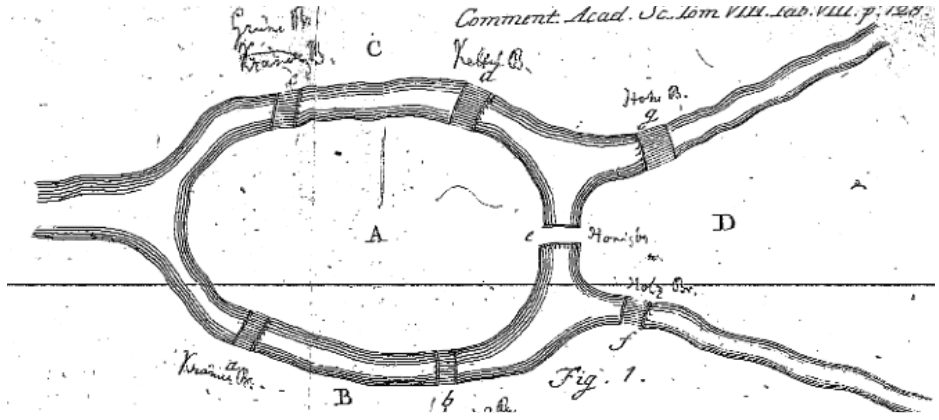 Comment. Acad. Sc. Tom VIII. Tab. VIII. p. 128.
Grüne Br.
Krämer B.
C
c
d
Hohe B.
g
A
e
Honigbr
D
Holz Br.
f
a
Krämer Br.
B
b
Fig. 1.